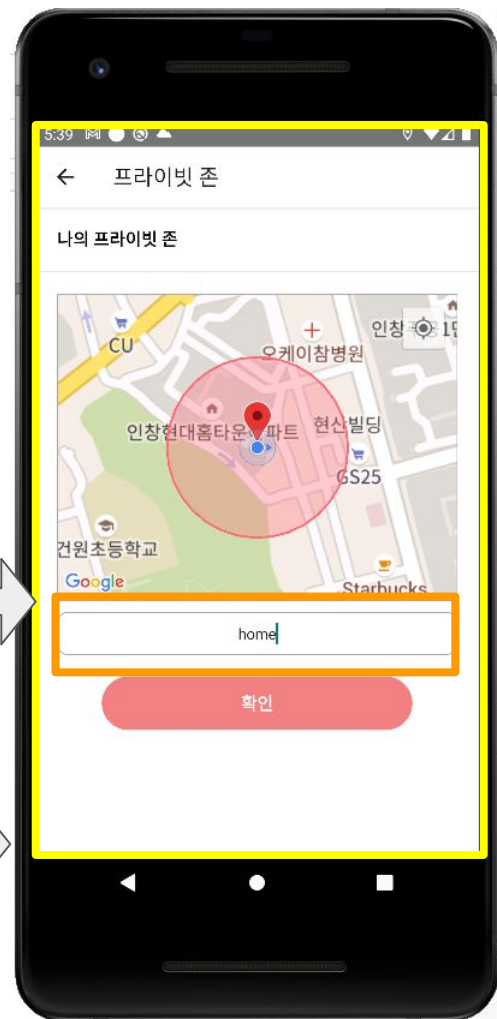 5:39
프라이빗 존
나의 프라이빗 존
CU
인창
오케이참병원
인창현대홈타운
파트
현산빌딩
GS25
건원초등학교
Google
Starbucks
home
확인